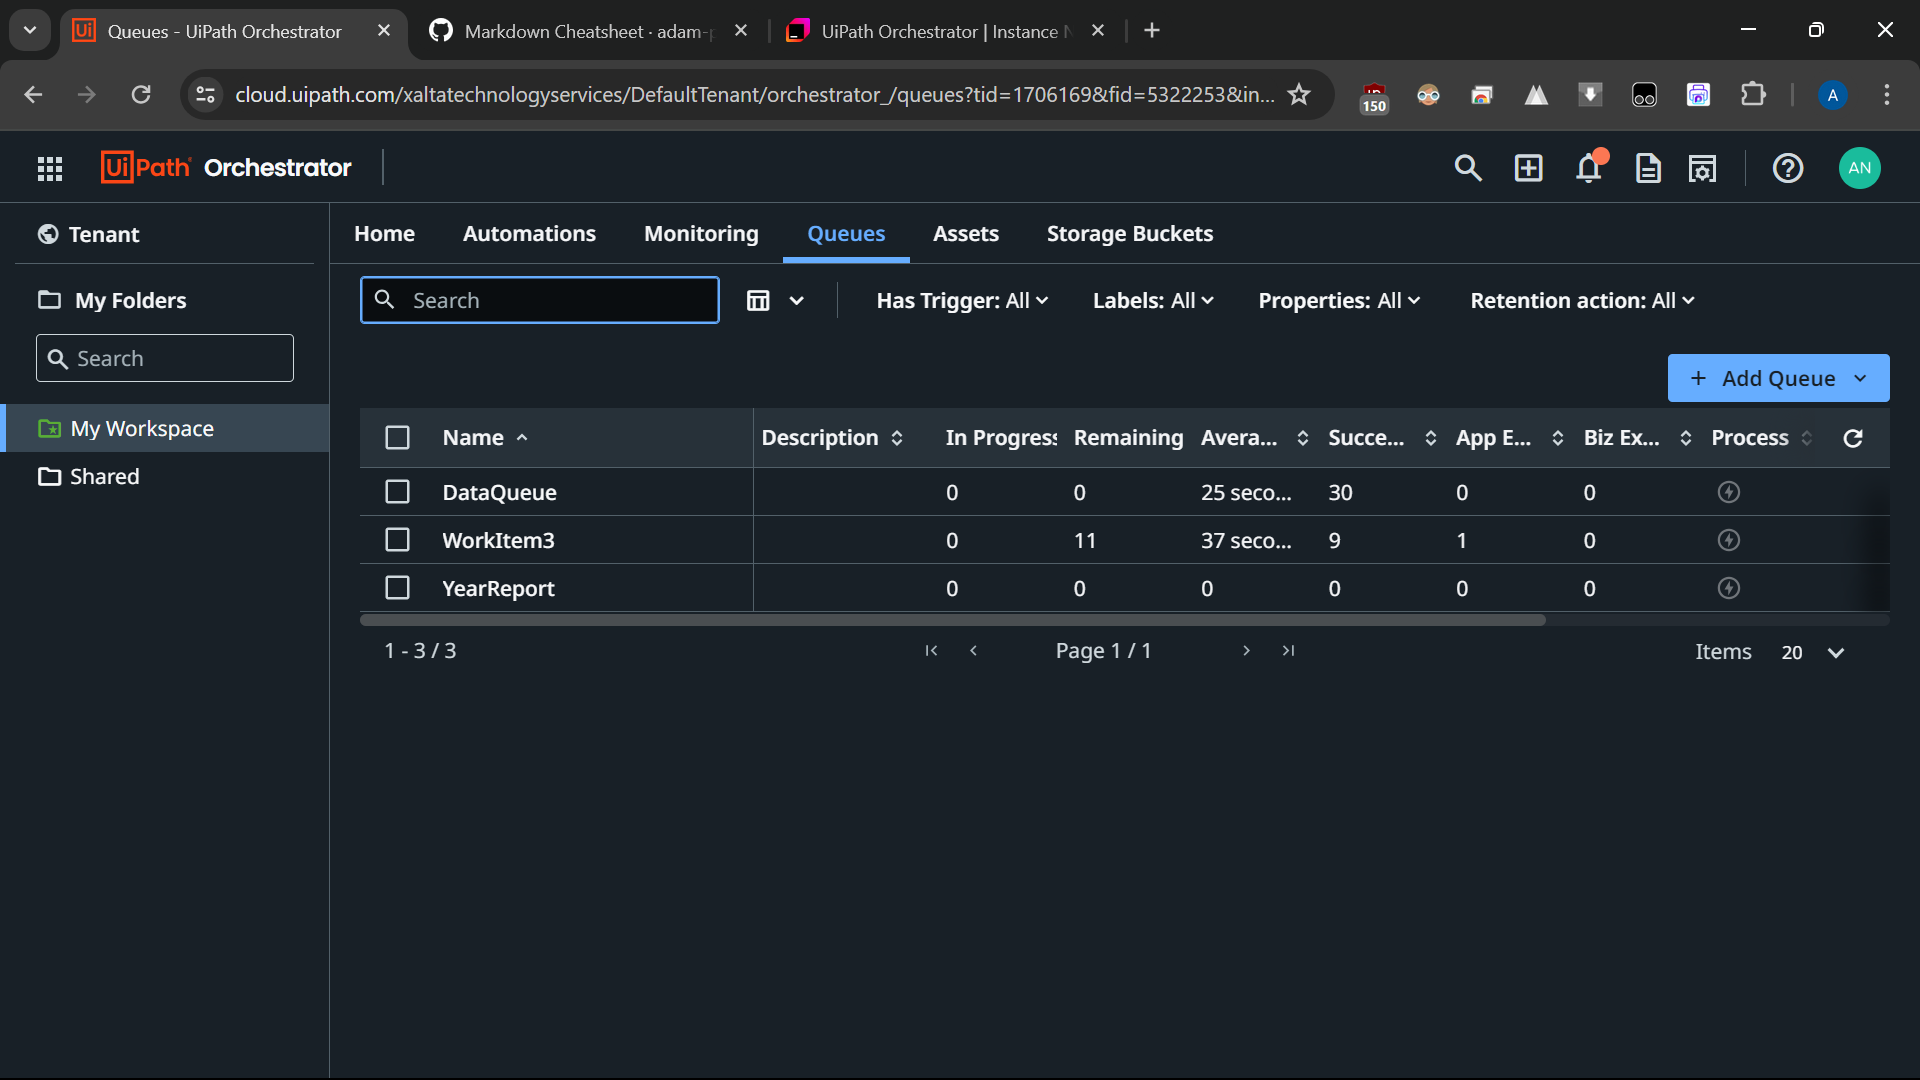 Queues - UiPath Orchestrator
Markdown Cheatsheet · adam-p
UiPath Orchestrator | Instance
cloud.uipath.com/xaltatechnologyservices/DefaultTenant/orchestrator_/queues?tid=1706169&fid=5322253&in...
150
A
UiPath Orchestrator
AN
Tenant
Home Automations Monitoring Queues Assets Storage Buckets
My Folders
Search
My Workspace
Shared
Search
Has Trigger: All Labels: All Properties: All Retention action: All
+ Add Queue
Name Description In Progress Remaining Avera... Succe... App E... Biz Ex... Process
DataQueue 0 0 25 seco... 30 0 0
WorkItem3 0 11 37 seco... 9 1 0
YearReport 0 0 0 0 0 0
1 - 3 / 3 Page 1 / 1 Items 20